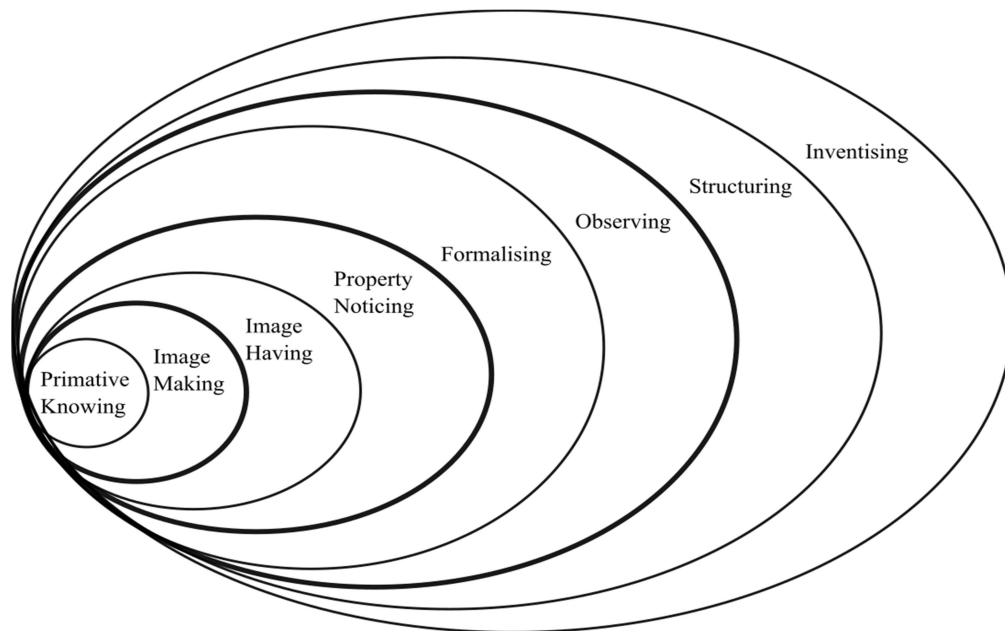 Primative
Knowing
Image
Making
Image
Having
Property
Noticing
Formalising
Observing
Structuring
Inventising